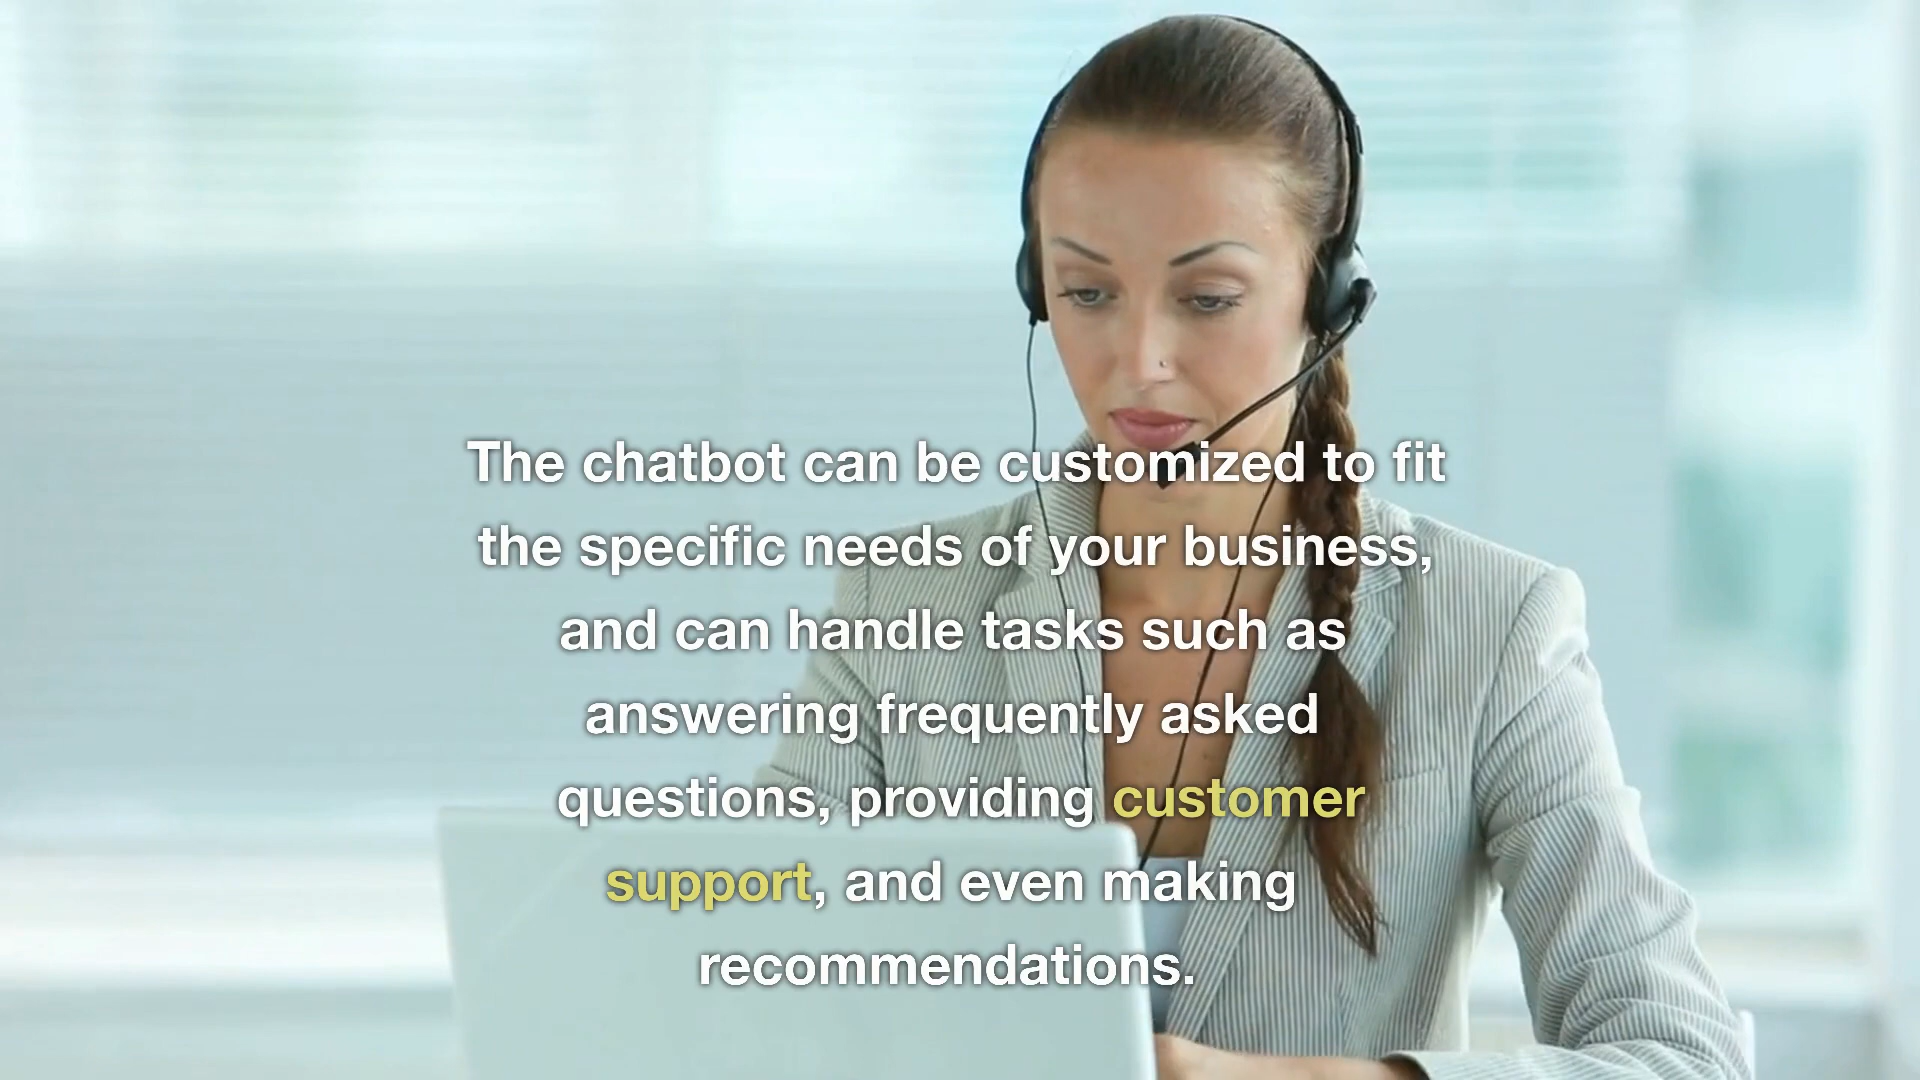 The chatbot can be customized to fit
the specific needs of your business,
and can handle tasks such as
answering frequently asked
questions, providing customer
support, and even making
recommendations.